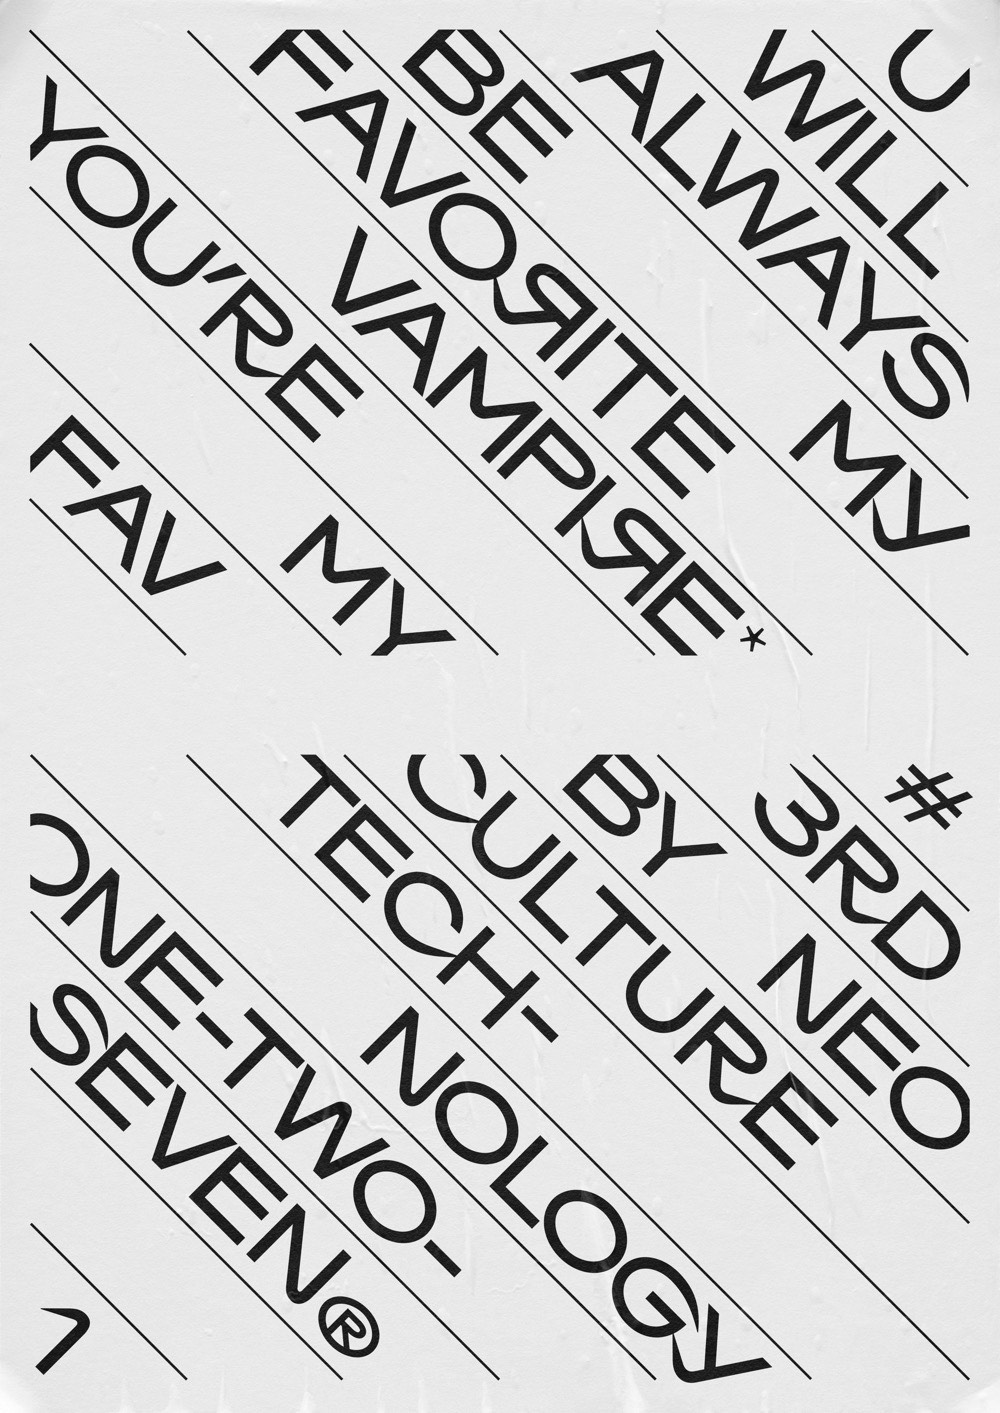 U
WILL
ALWAYS
BE MY
FAVORITE
VAMPIRE*
YOU'RE
MY
FAV
#
3RD
BY NEO
CULTURE
TECH-
NOLOGY
ONE-TWO-
SEVEN®
1